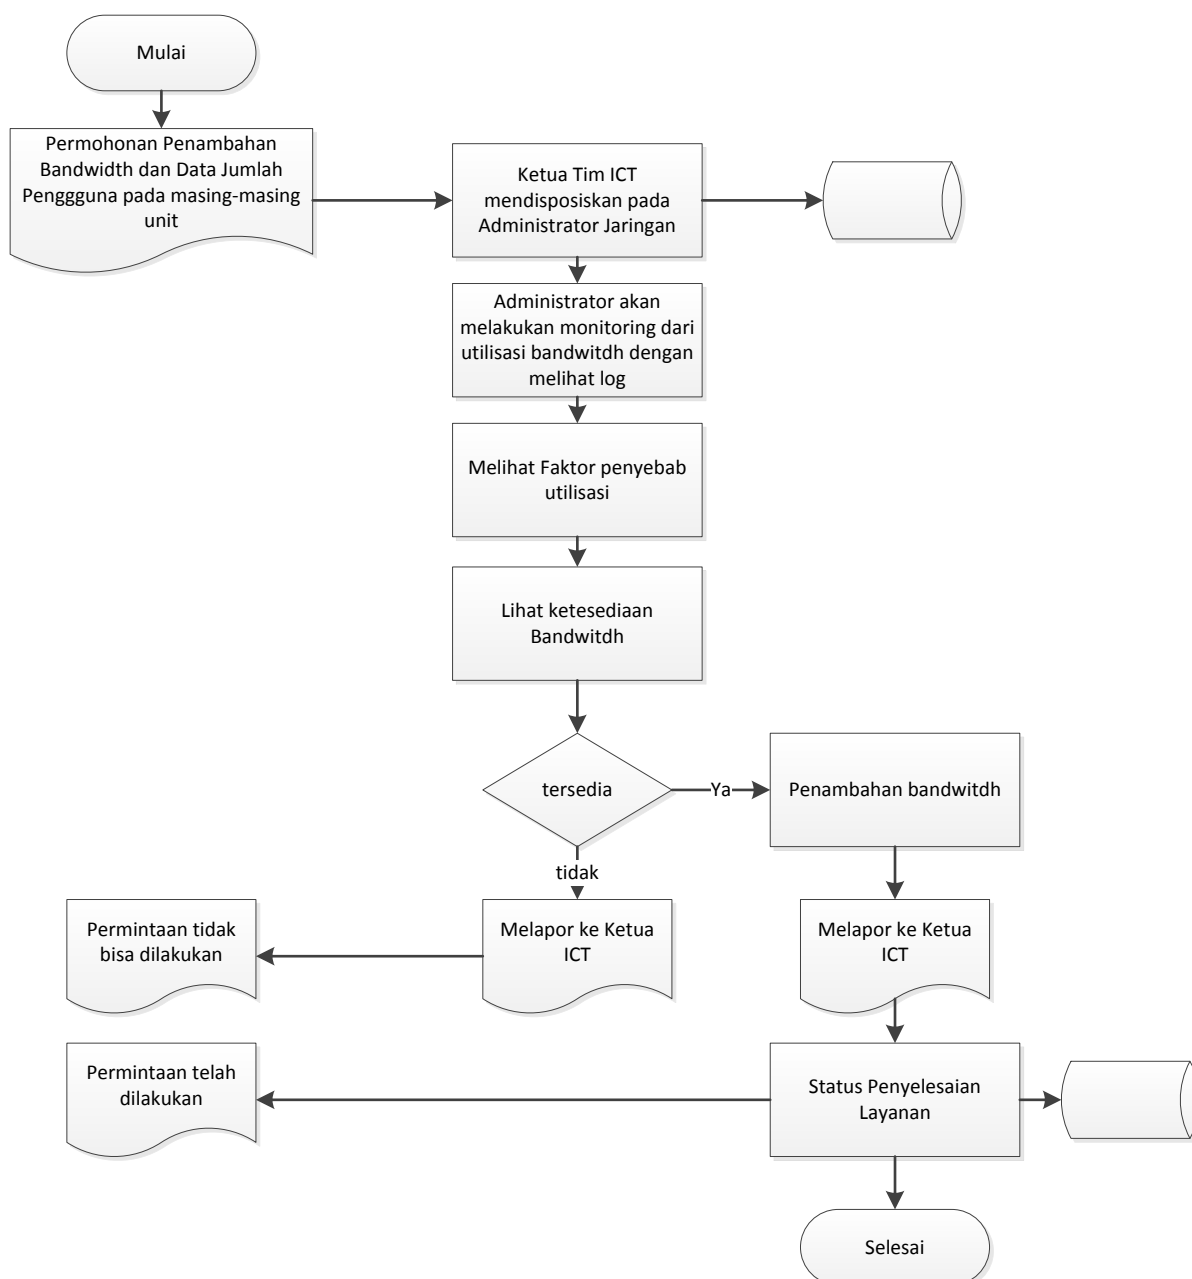 Mulai
Permohonan Penambahan
Bandwidth dan Data Jumlah
Penggguna pada masing-masing
unit
Ketua Tim ICT
mendisposiskan pada
Administrator Jaringan
Administrator akan
melakukan monitoring dari
utilisasi bandwitdh dengan
melihat log
Melihat Faktor penyebab
utilisasi
Lihat ketesediaan
Bandwitdh
tersedia
Ya
Penambahan bandwitdh
tidak
Permintaan tidak
bisa dilakukan
Melapor ke Ketua
ICT
Melapor ke Ketua
ICT
Permintaan telah
dilakukan
Status Penyelesaian
Layanan
Selesai